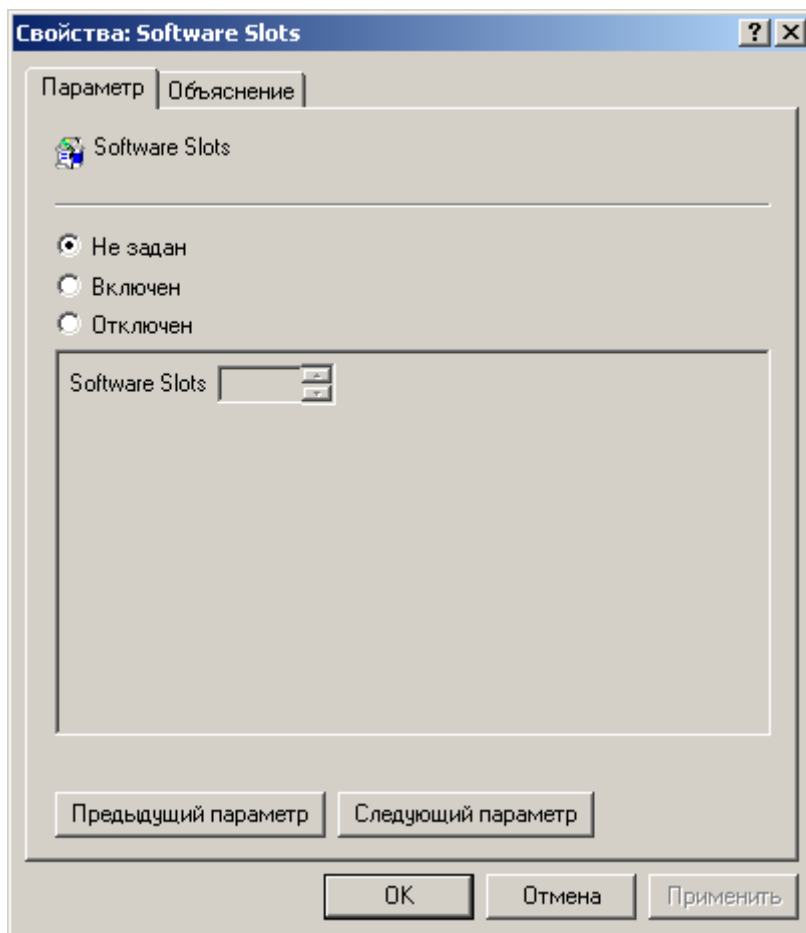 Свойства: Software Slots
Параметр
Объяснение
Software Slots
Не задан
Включен
Отключен
Software Slots
Предыдущий параметр
Следующий параметр
OK
Отмена
Применить